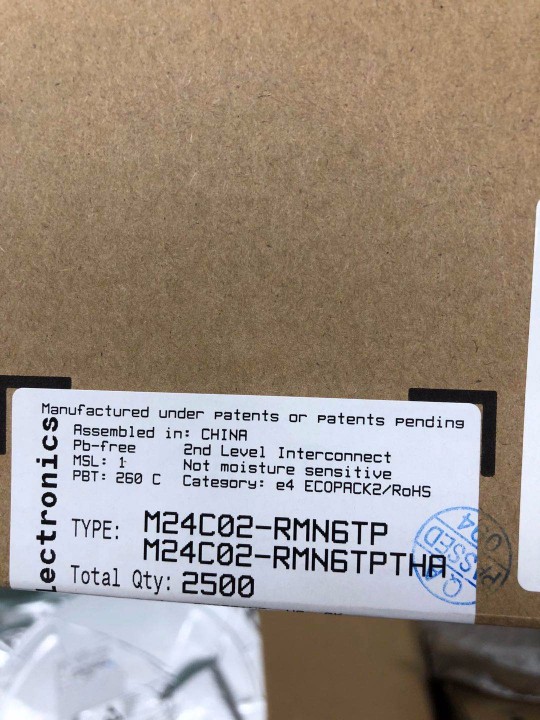 Manufactured under patents or patents pending
Assembled in: CHINA
Pb-free 2nd Level Interconnect
MSL: 1 Not moisture sensitive
PBT: 260 C Category: e4 ECOPACK2/RoHS
TYPE: M24C02-RMN6TP
M24C02-RMN6TPTHA
Total Qty: 2500
lectronics
Q A
PASSED
094